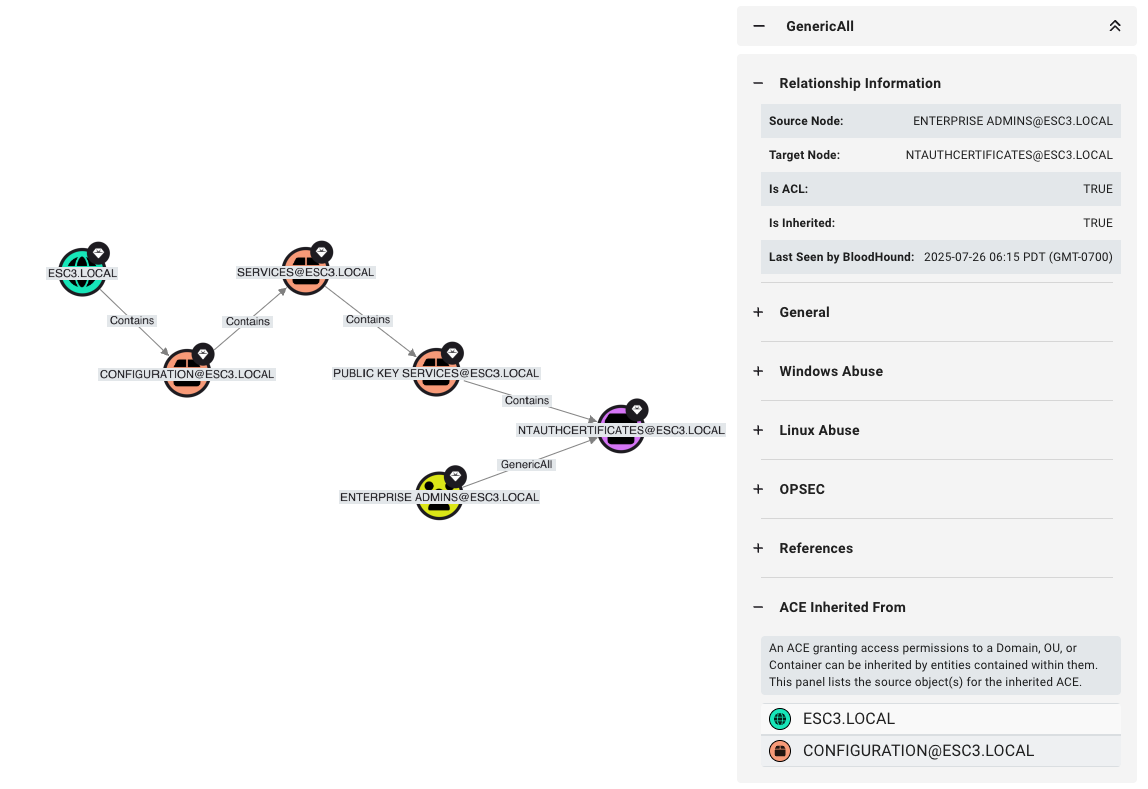 ESC3.LOCAL
SERVICES@ESC3.LOCAL
Contains
Contains
Contains
CONFIGURATION@ESC3.LOCAL
PUBLIC KEY SERVICES@ESC3.LOCAL
Contains
NTAUTHCERTIFICATES@ESC3.LOCAL
GenericAll
ENTERPRISE ADMINS@ESC3.LOCAL
GenericAll
Relationship Information
Source Node: ENTERPRISE ADMINS@ESC3.LOCAL
Target Node: NTAUTHCERTIFICATES@ESC3.LOCAL
Is ACL: TRUE
Is Inherited: TRUE
Last Seen by BloodHound: 2025-07-26 06:15 PDT (GMT-0700)
General
Windows Abuse
Linux Abuse
OPSEC
References
ACE Inherited From
An ACE granting access permissions to a Domain, OU, or
Container can be inherited by entities contained within them.
This panel lists the source object(s) for the inherited ACE.
ESC3.LOCAL
CONFIGURATION@ESC3.LOCAL